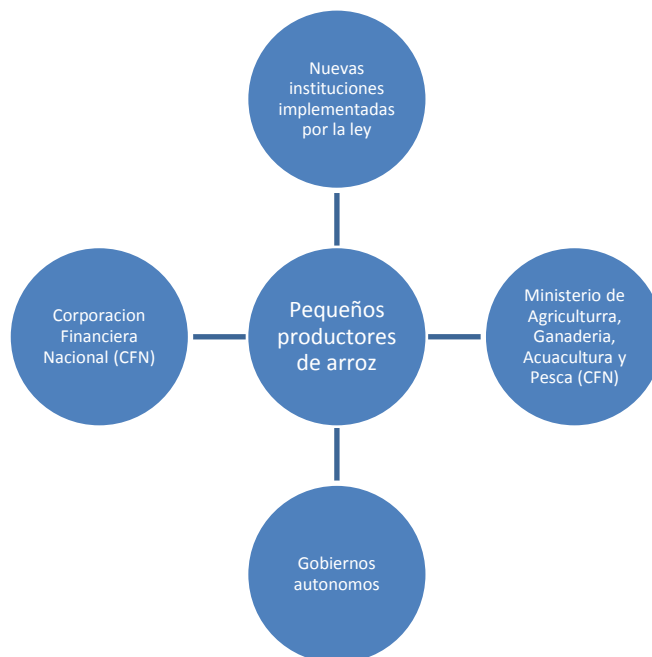 Nuevas
instituciones
implementadas
por la ley
Corporacion
Financiera
Nacional (CFN)
Pequeños
productores
de arroz
Ministerio de
Agriculturra,
Ganaderia,
Acuacultura y
Pesca (CFN)
Gobiernos
autonomos